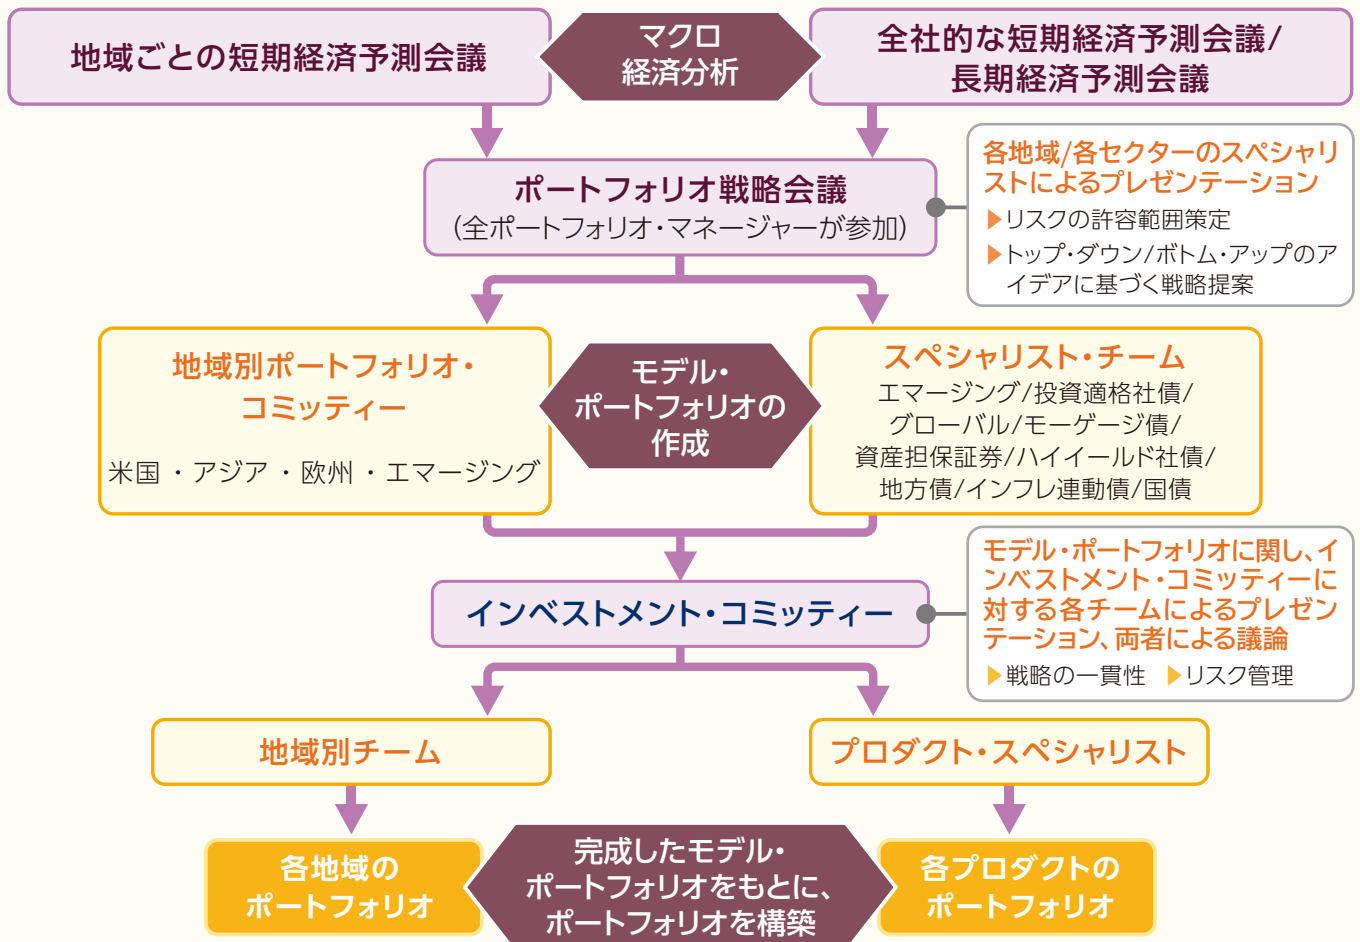 地域ごとの短期経済予測会議
マクロ
経済分析
全社的な短期経済予測会議/
長期経済予測会議
ポートフォリオ戦略会議
(全ポートフォリオ・マネージャーが参加)
各地域/各セクターのスペシャリ
ストによるプレゼンテーション
▶リスクの許容範囲策定
▶トップ・ダウン/ボトム・アップのア
イデアに基づく戦略提案
地域別ポートフォリオ・
コミッティー
米国 ・ アジア ・ 欧州 ・ エマージング
モデル・
ポートフォリオの
作成
スペシャリスト・チーム
エマージング/投資適格社債/
グローバル/モーゲージ債/
資産担保証券/ハイイールド社債/
地方債/インフレ連動債/国債
インベストメント・コミッティー
モデル・ポートフォリオに関し、イ
ンベストメント・コミッティーに
対する各チームによるプレゼン
テーション、両者による議論
▶戦略の一貫性 ▶リスク管理
地域別チーム
プロダクト・スペシャリスト
各地域の
ポートフォリオ
完成したモデル・
ポートフォリオをもとに、
ポートフォリオを構築
各プロダクトの
ポートフォリオ